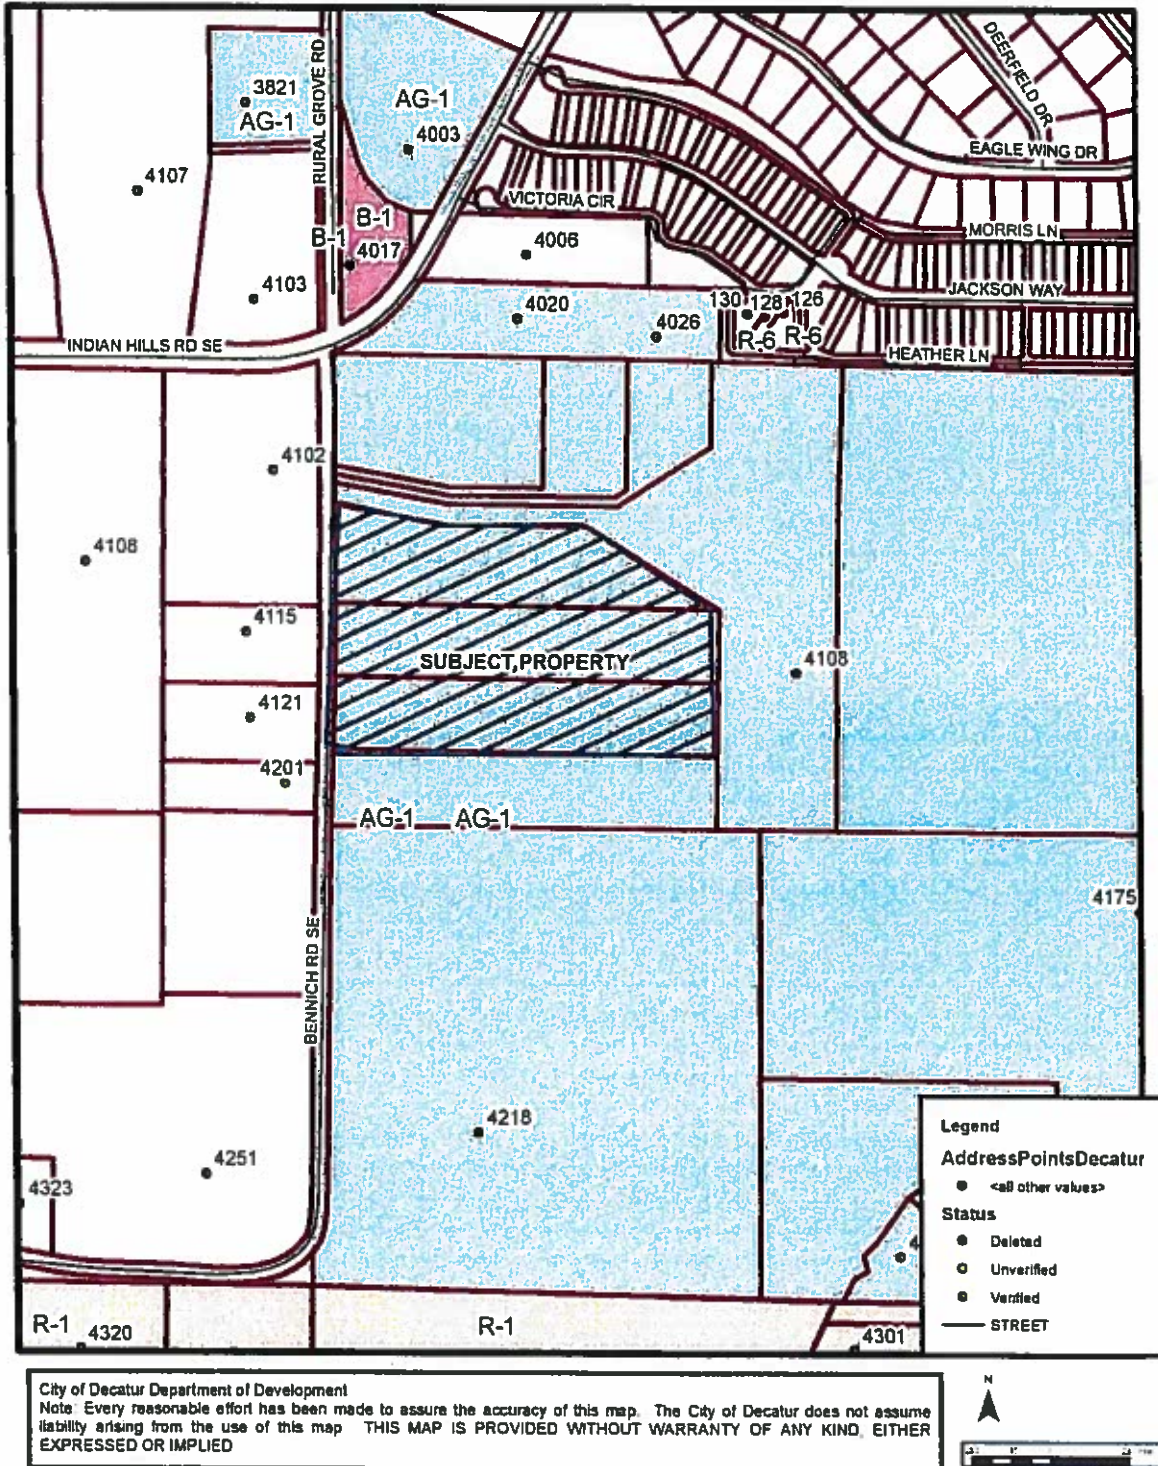 DEERFIELD DR
RURAL GROVE RD
3821
AG-1
AG-1
4003
EAGLE WING DR
4107
VICTORIA CIR
B-1
B-1
4017
4006
MORRIS LN
4103
JACKSON WAY
130
128
126
4020
4026
R-6
R-6
INDIAN HILLS RD SE
HEATHER LN
4102
4108
4115
SUBJECT PROPERTY
4108
4121
4201
AG-1
AG-1
4175
BENNICH RD SE
4218
4251
4323
4
R-1
4320
R-1
4301
Legend
AddressPointsDecatur
<all other values>
Status
Deleted
Unverified
Verified
STREET
City of Decatur Department of Development
Note: Every reasonable effort has been made to assure the accuracy of this map. The City of Decatur does not assume
liability arising from the use of this map THIS MAP IS PROVIDED WITHOUT WARRANTY OF ANY KIND, EITHER
EXPRESSED OR IMPLIED
N